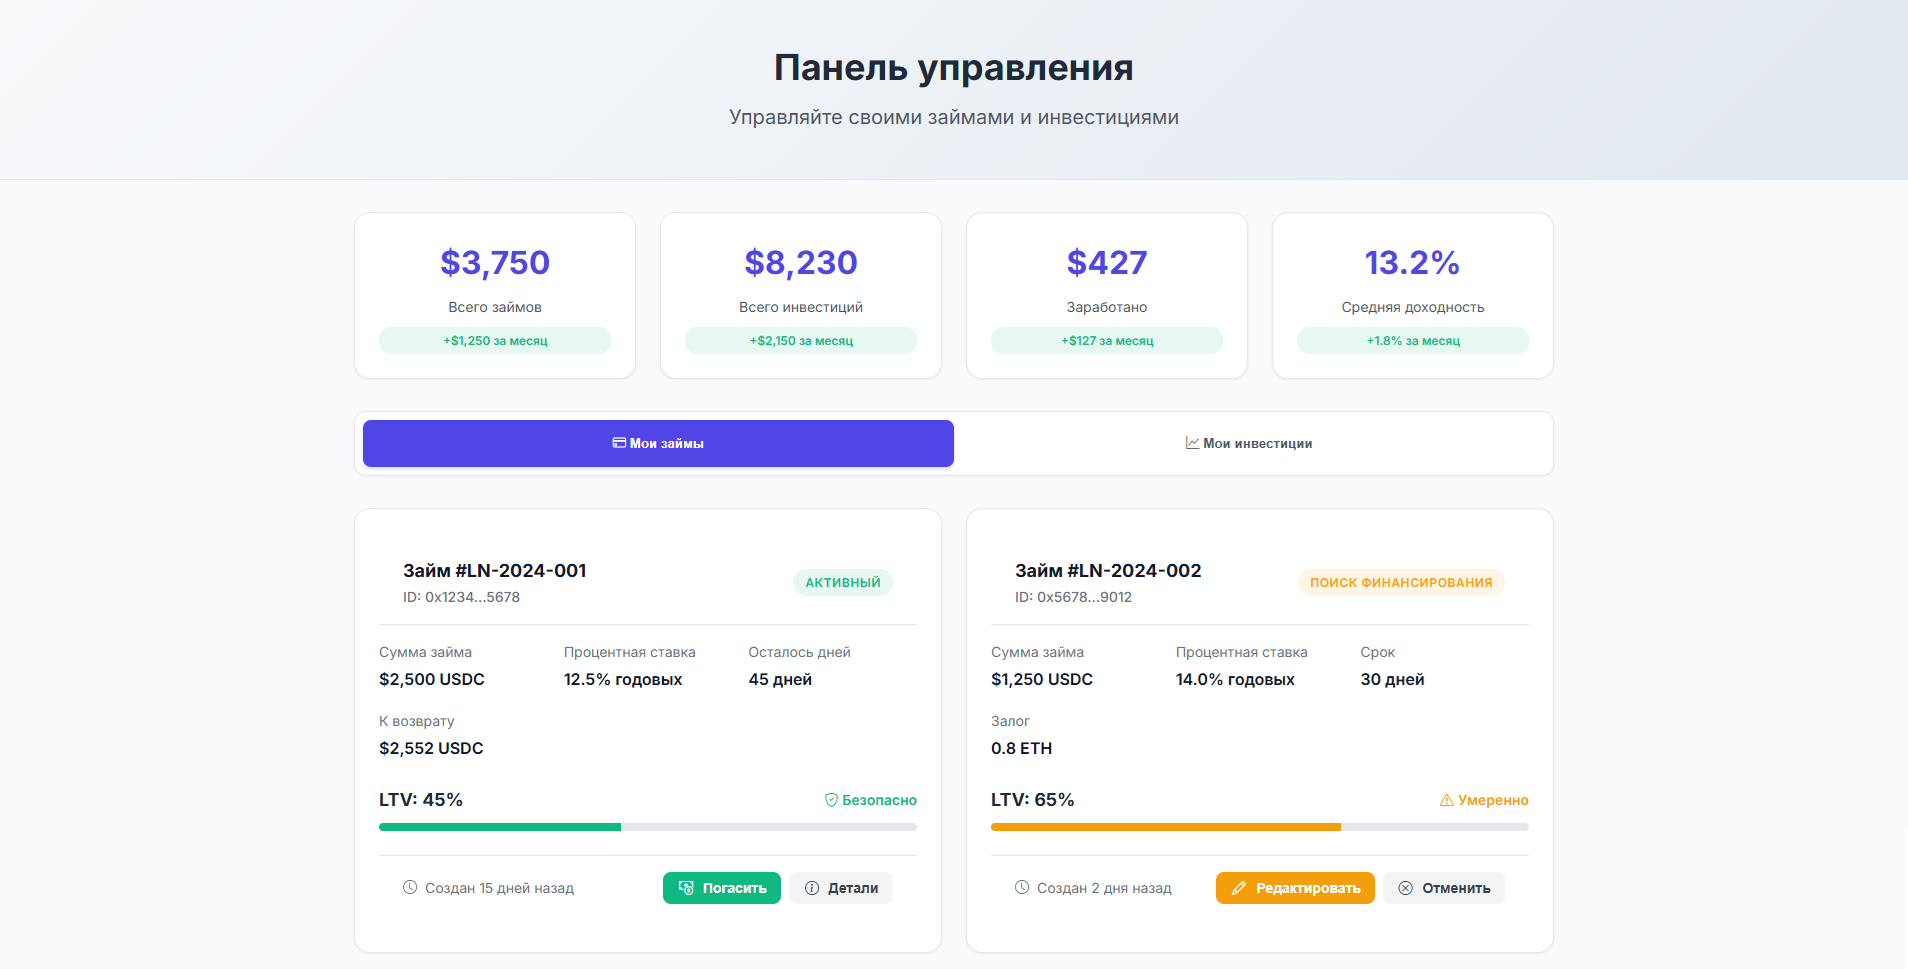 Панель управления
Управляйте своими займами и инвестициями
$3,750
Всего займов
+$1,250 за месяц
$8,230
Всего инвестиций
+$2,150 за месяц
$427
Заработано
+$127 за месяц
13.2%
Средняя доходность
+1.8% за месяц
Мои займы
Мои инвестиции
Займ #LN-2024-001
ID: 0x1234...5678
АКТИВНЫЙ
Сумма займа
$2,500 USDC
Процентная ставка
12.5% годовых
Осталось дней
45 дней
К возврату
$2,552 USDC
LTV: 45%
Безопасно
Создан 15 дней назад
Погасить
Детали
Займ #LN-2024-002
ID: 0x5678...9012
ПОИСК ФИНАНСИРОВАНИЯ
Сумма займа
$1,250 USDC
Процентная ставка
14.0% годовых
Срок
30 дней
Залог
0.8 ETH
LTV: 65%
Умеренно
Создан 2 дня назад
Редактировать
Отменить